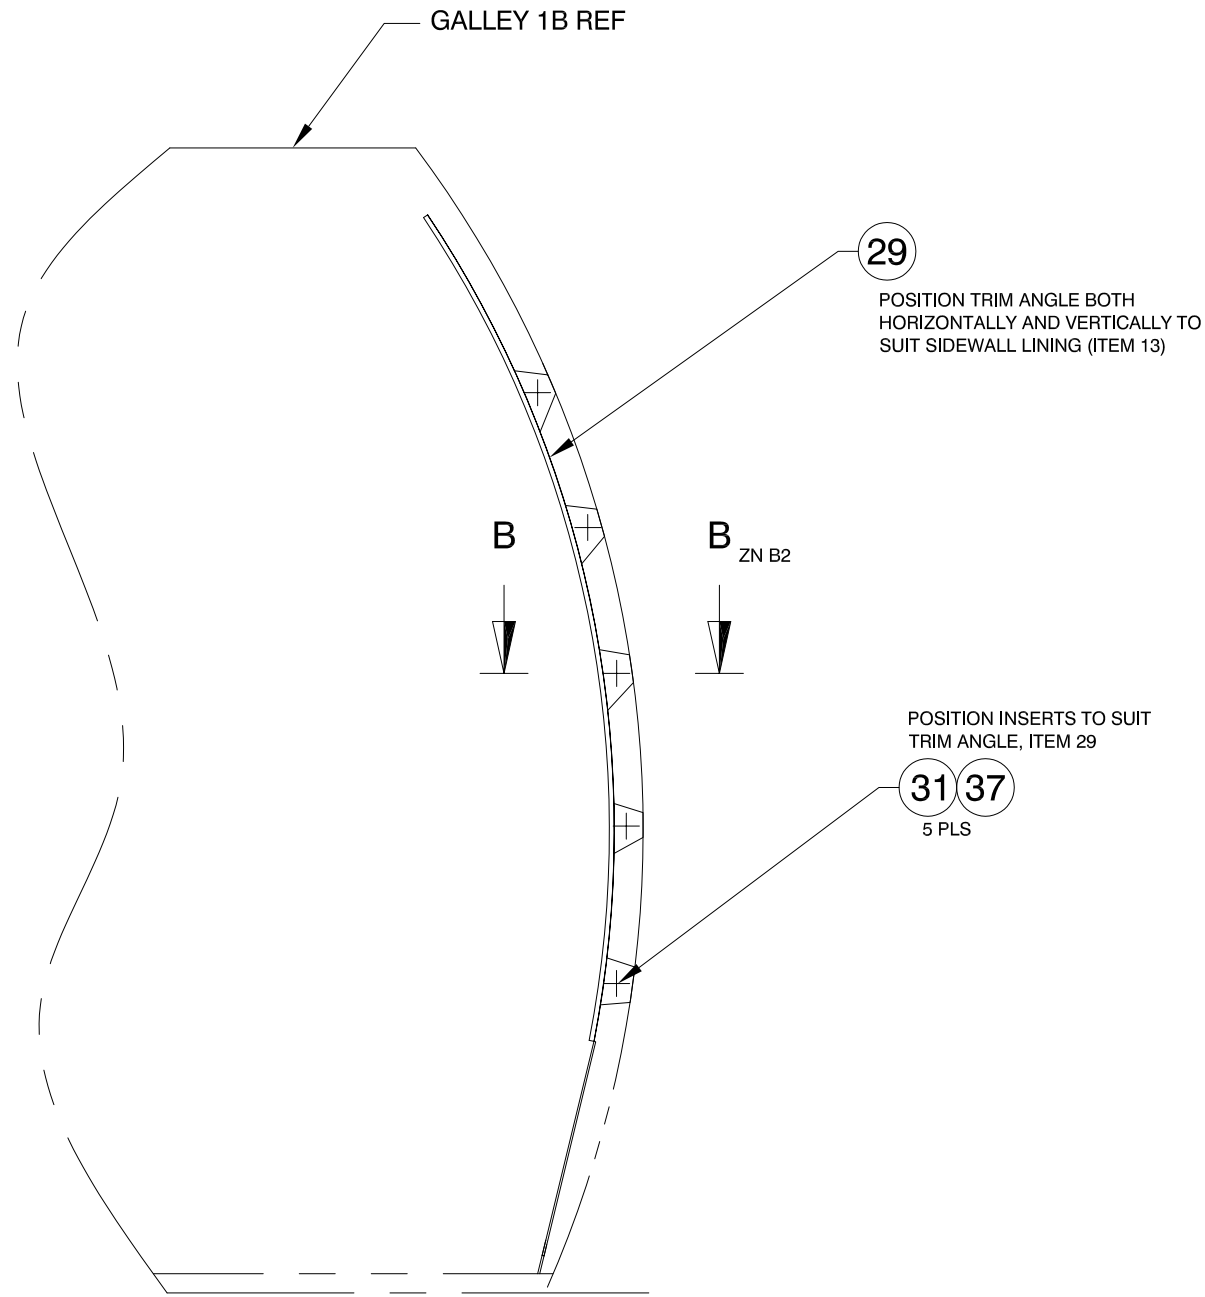 GALLEY 1B REF
29
POSITION TRIM ANGLE BOTH
HORIZONTALLY AND VERTICALLY TO
SUIT SIDEWALL LINING (ITEM 13)
B
B
ZN B2
POSITION INSERTS TO SUIT
TRIM ANGLE, ITEM 29
31 37
5 PLS